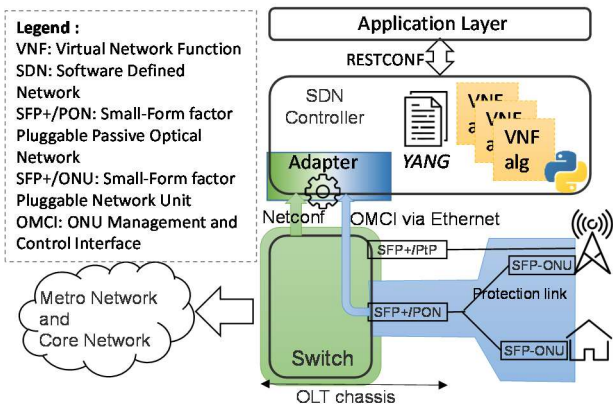 Legend :
VNF: Virtual Network Function
SDN: Software Defined
Network
SFP+/PON: Small-Form factor
Pluggable Passive Optical
Network
SFP+/ONU: Small-Form factor
Pluggable Network Unit
OMCI: ONU Management and
Control Interface
Application Layer
RESTCONF
SDN
Controller
YANG
VNF
a
VNF
a
VNF
alg
Adapter
Netconf
OMCI via Ethernet
SFP+/PtP
SFP-ONU
Protection link
SFP+/PON
SFP-ONU
Metro Network
and
Core Network
Switch
OLT chassis